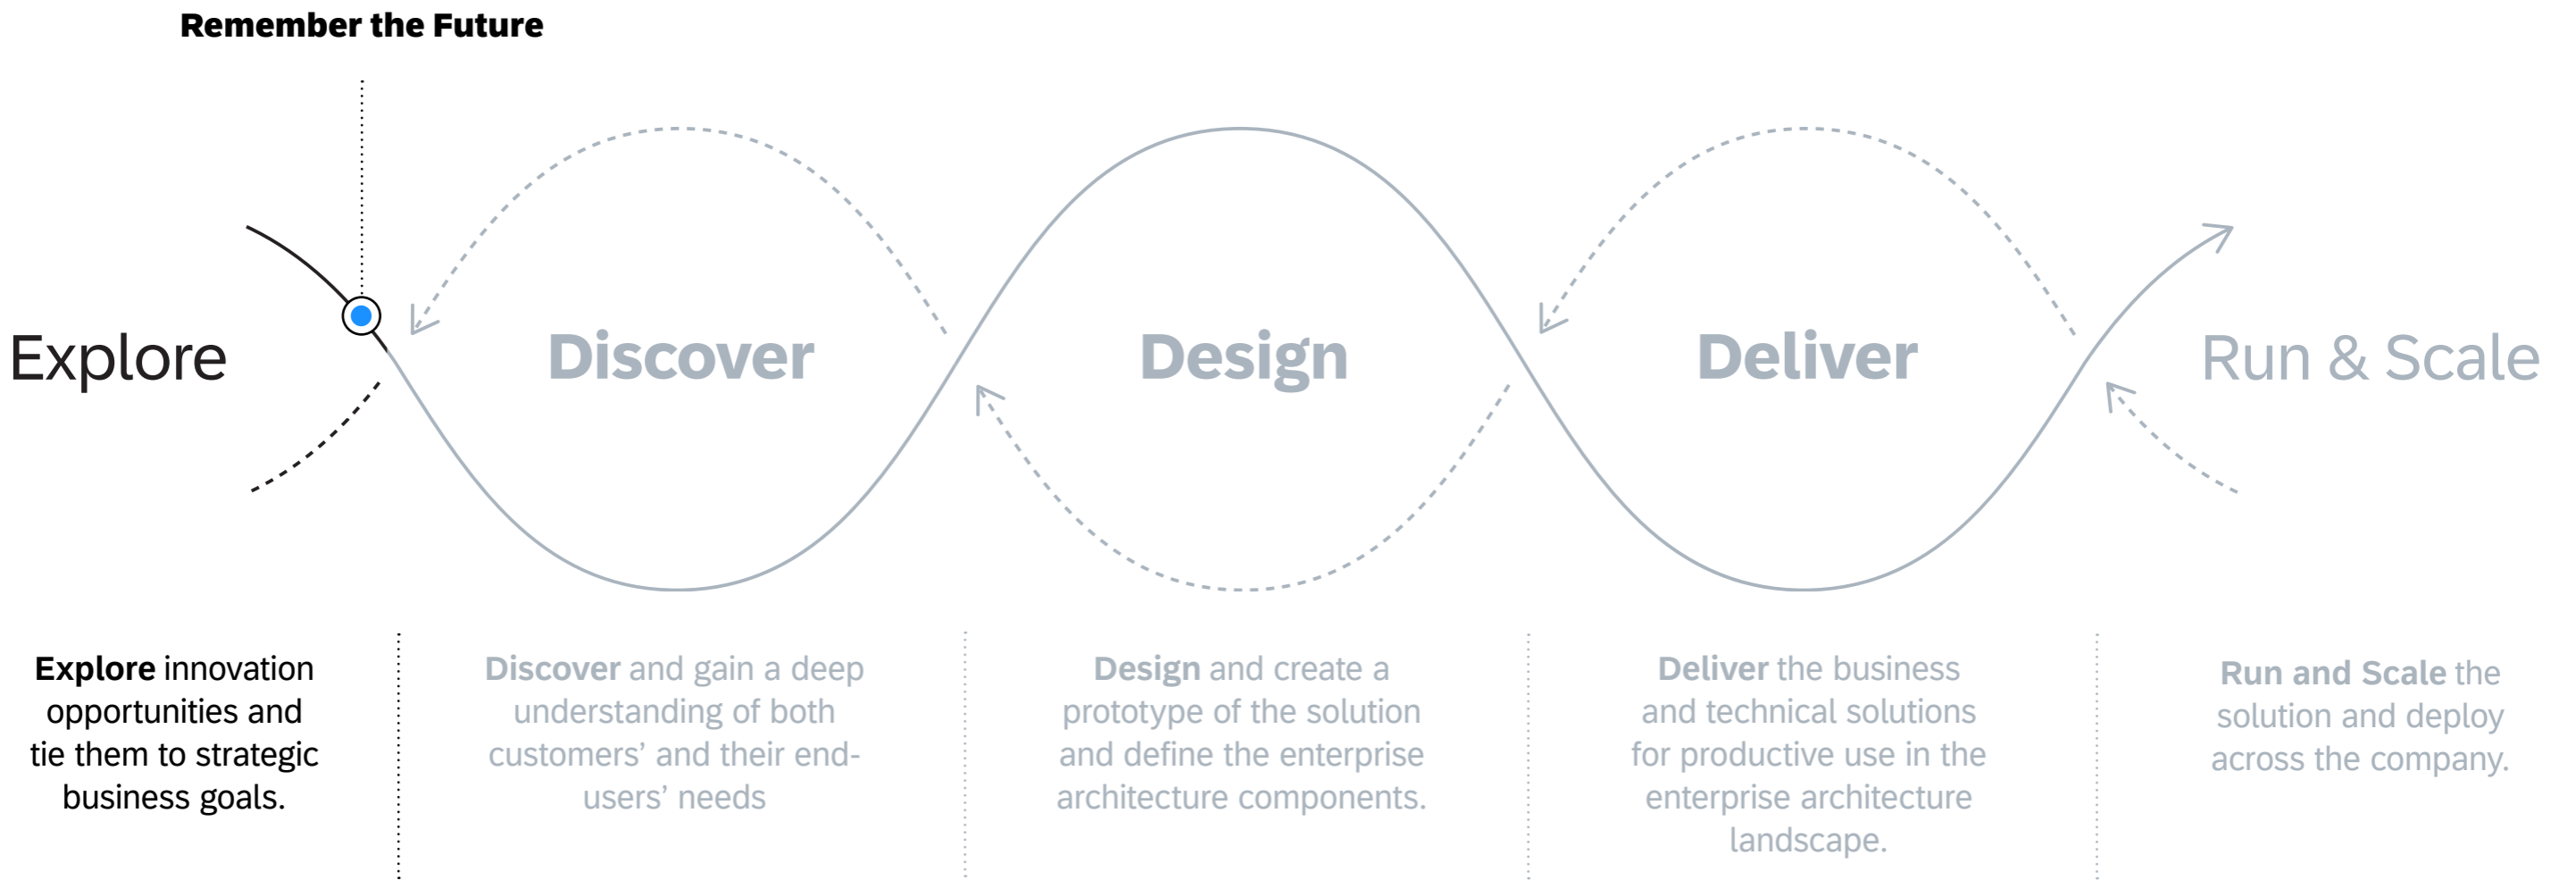 Remember the Future
Explore
Discover
Design
Deliver
Run & Scale
Explore innovation
opportunities and
tie them to strategic
business goals.
Discover and gain a deep
understanding of both
customers’ and their end-
users’ needs
Design and create a
prototype of the solution
and define the enterprise
architecture components.
Deliver the business
and technical solutions
for productive use in the
enterprise architecture
landscape.
Run and Scale the
solution and deploy
across the company.